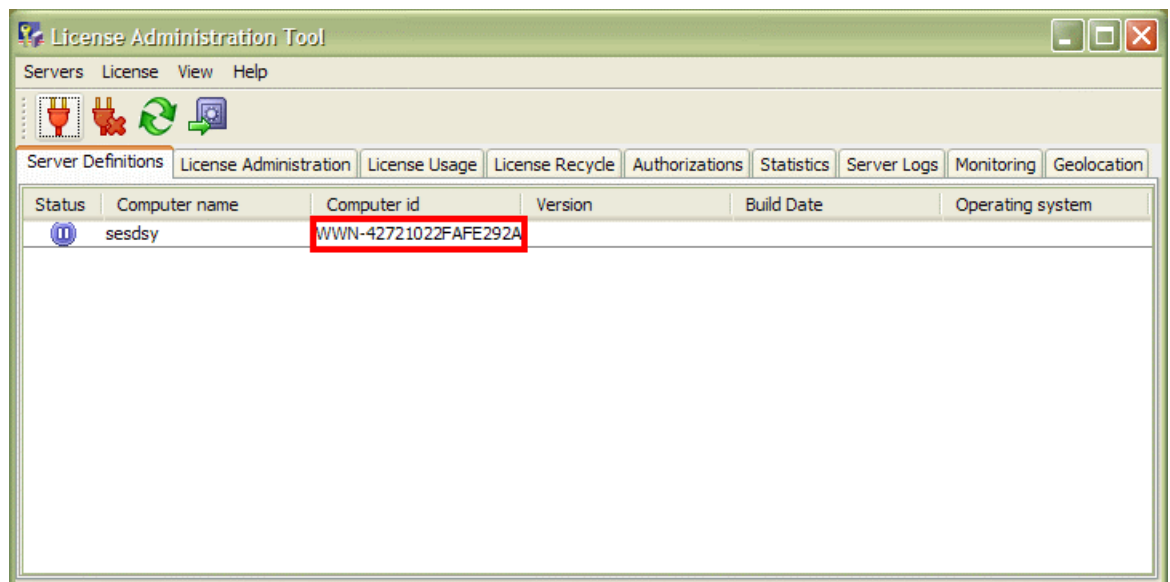 License Administration Tool
Servers License View Help
Server Definitions License Administration License Usage License Recycle Authorizations Statistics Server Logs Monitoring Geolocation
Status Computer name Computer id Version Build Date Operating system
sesdsy WWN-42721022FAFE292A